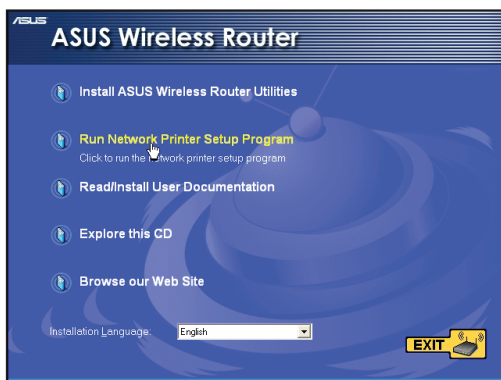 ASUS
ASUS Wireless Router
Install ASUS Wireless Router Utilities
Run Network Printer Setup Program
Click to run the network printer setup program
Read/Install User Documentation
Explore this CD
Browse our Web Site
Installation Language: English
EXIT